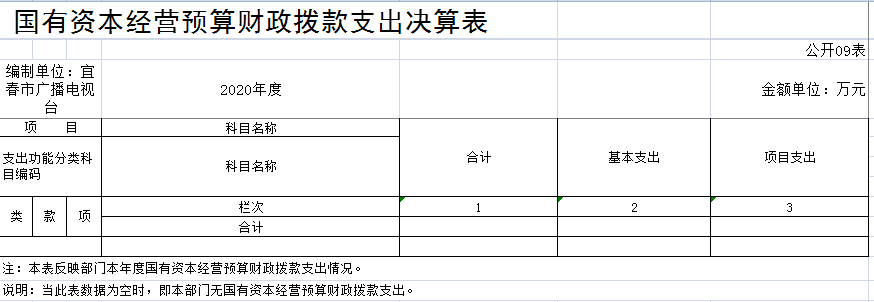 国有资本经营预算财政拨款支出决算表
公开09表
编制单位：宜
春市广播电视
台
2020年度
金额单位：万元
项 目
科目名称
合计
基本支出
项目支出
支出功能分类科
目编码
科目名称
类 款 项
栏次
1
2
3
合计
注：本表反映部门本年度国有资本经营预算财政拨款支出情况。
说明：当此表数据为空时，即本部门无国有资本经营预算财政拨款支出。